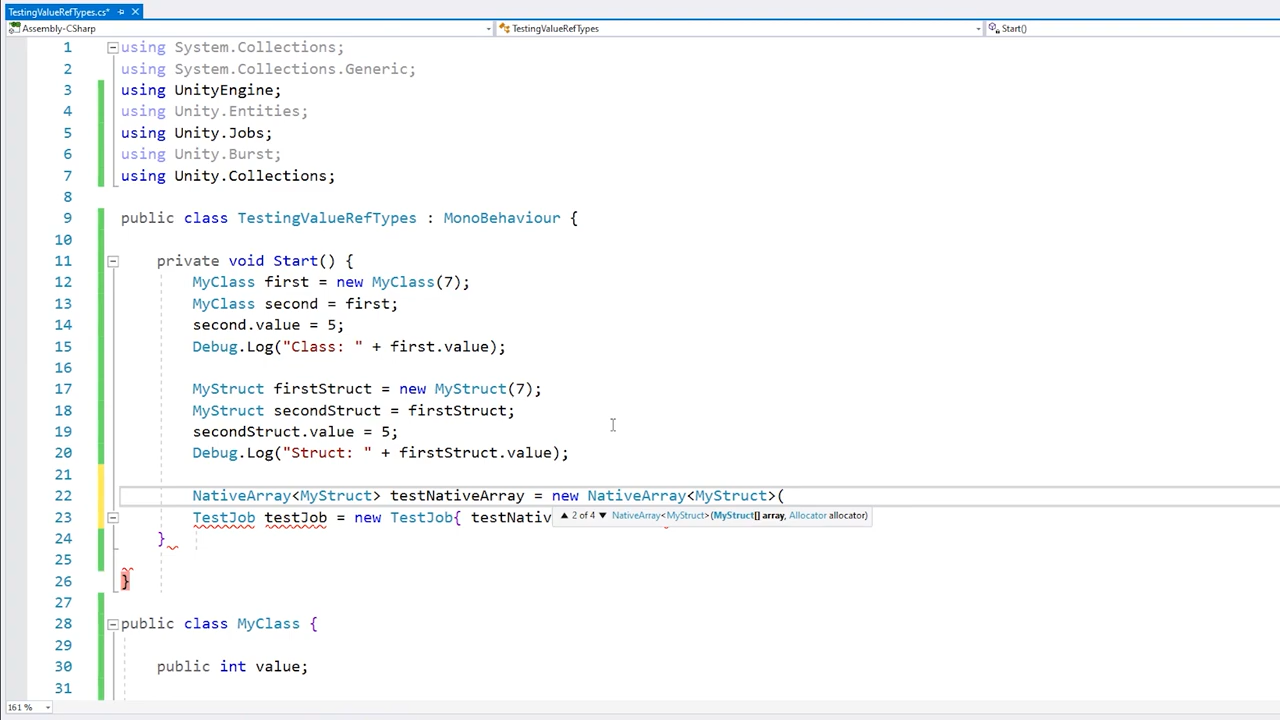 TestingValueRefTypes.cs*
Assembly-CSharp TestingValueRefTypes Start()
1 using System.Collections;
2 using System.Collections.Generic;
3 using UnityEngine;
4 using Unity.Entities;
5 using Unity.Jobs;
6 using Unity.Burst;
7 using Unity.Collections;
8
9 public class TestingValueRefTypes : MonoBehaviour {
10
11 private void Start() {
12 MyClass first = new MyClass(7);
13 MyClass second = first;
14 second.value = 5;
15 Debug.Log("Class: " + first.value);
16
17 MyStruct firstStruct = new MyStruct(7);
18 MyStruct secondStruct = firstStruct;
19 secondStruct.value = 5;
20 Debug.Log("Struct: " + firstStruct.value);
21
22 NativeArray<MyStruct> testNativeArray = new NativeArray<MyStruct>(
23 TestJob testJob = new TestJob{ testNativ
▲ 2 of 4 ▼ NativeArray<MyStruct>(MyStruct[] array, Allocator allocator)
24 }
25
26 }
27
28 public class MyClass {
29
30 public int value;
31
161 %